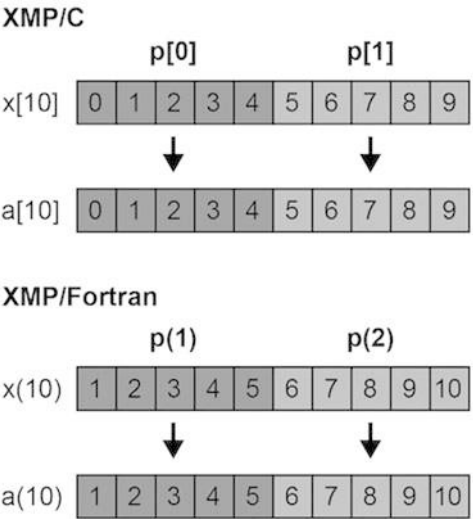 XMP/C
p[0] p[1]
x[10] 0 1 2 3 4 5 6 7 8 9
a[10] 0 1 2 3 4 5 6 7 8 9
XMP/Fortran
p(1) p(2)
x(10) 1 2 3 4 5 6 7 8 9 10
a(10) 1 2 3 4 5 6 7 8 9 10